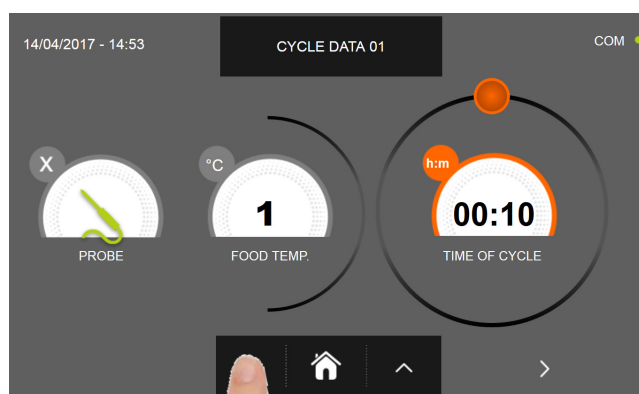 14/04/2017 - 14:53
CYCLE DATA 01
COM
X
°C
h:m
1
00:10
PROBE
FOOD TEMP.
TIME OF CYCLE